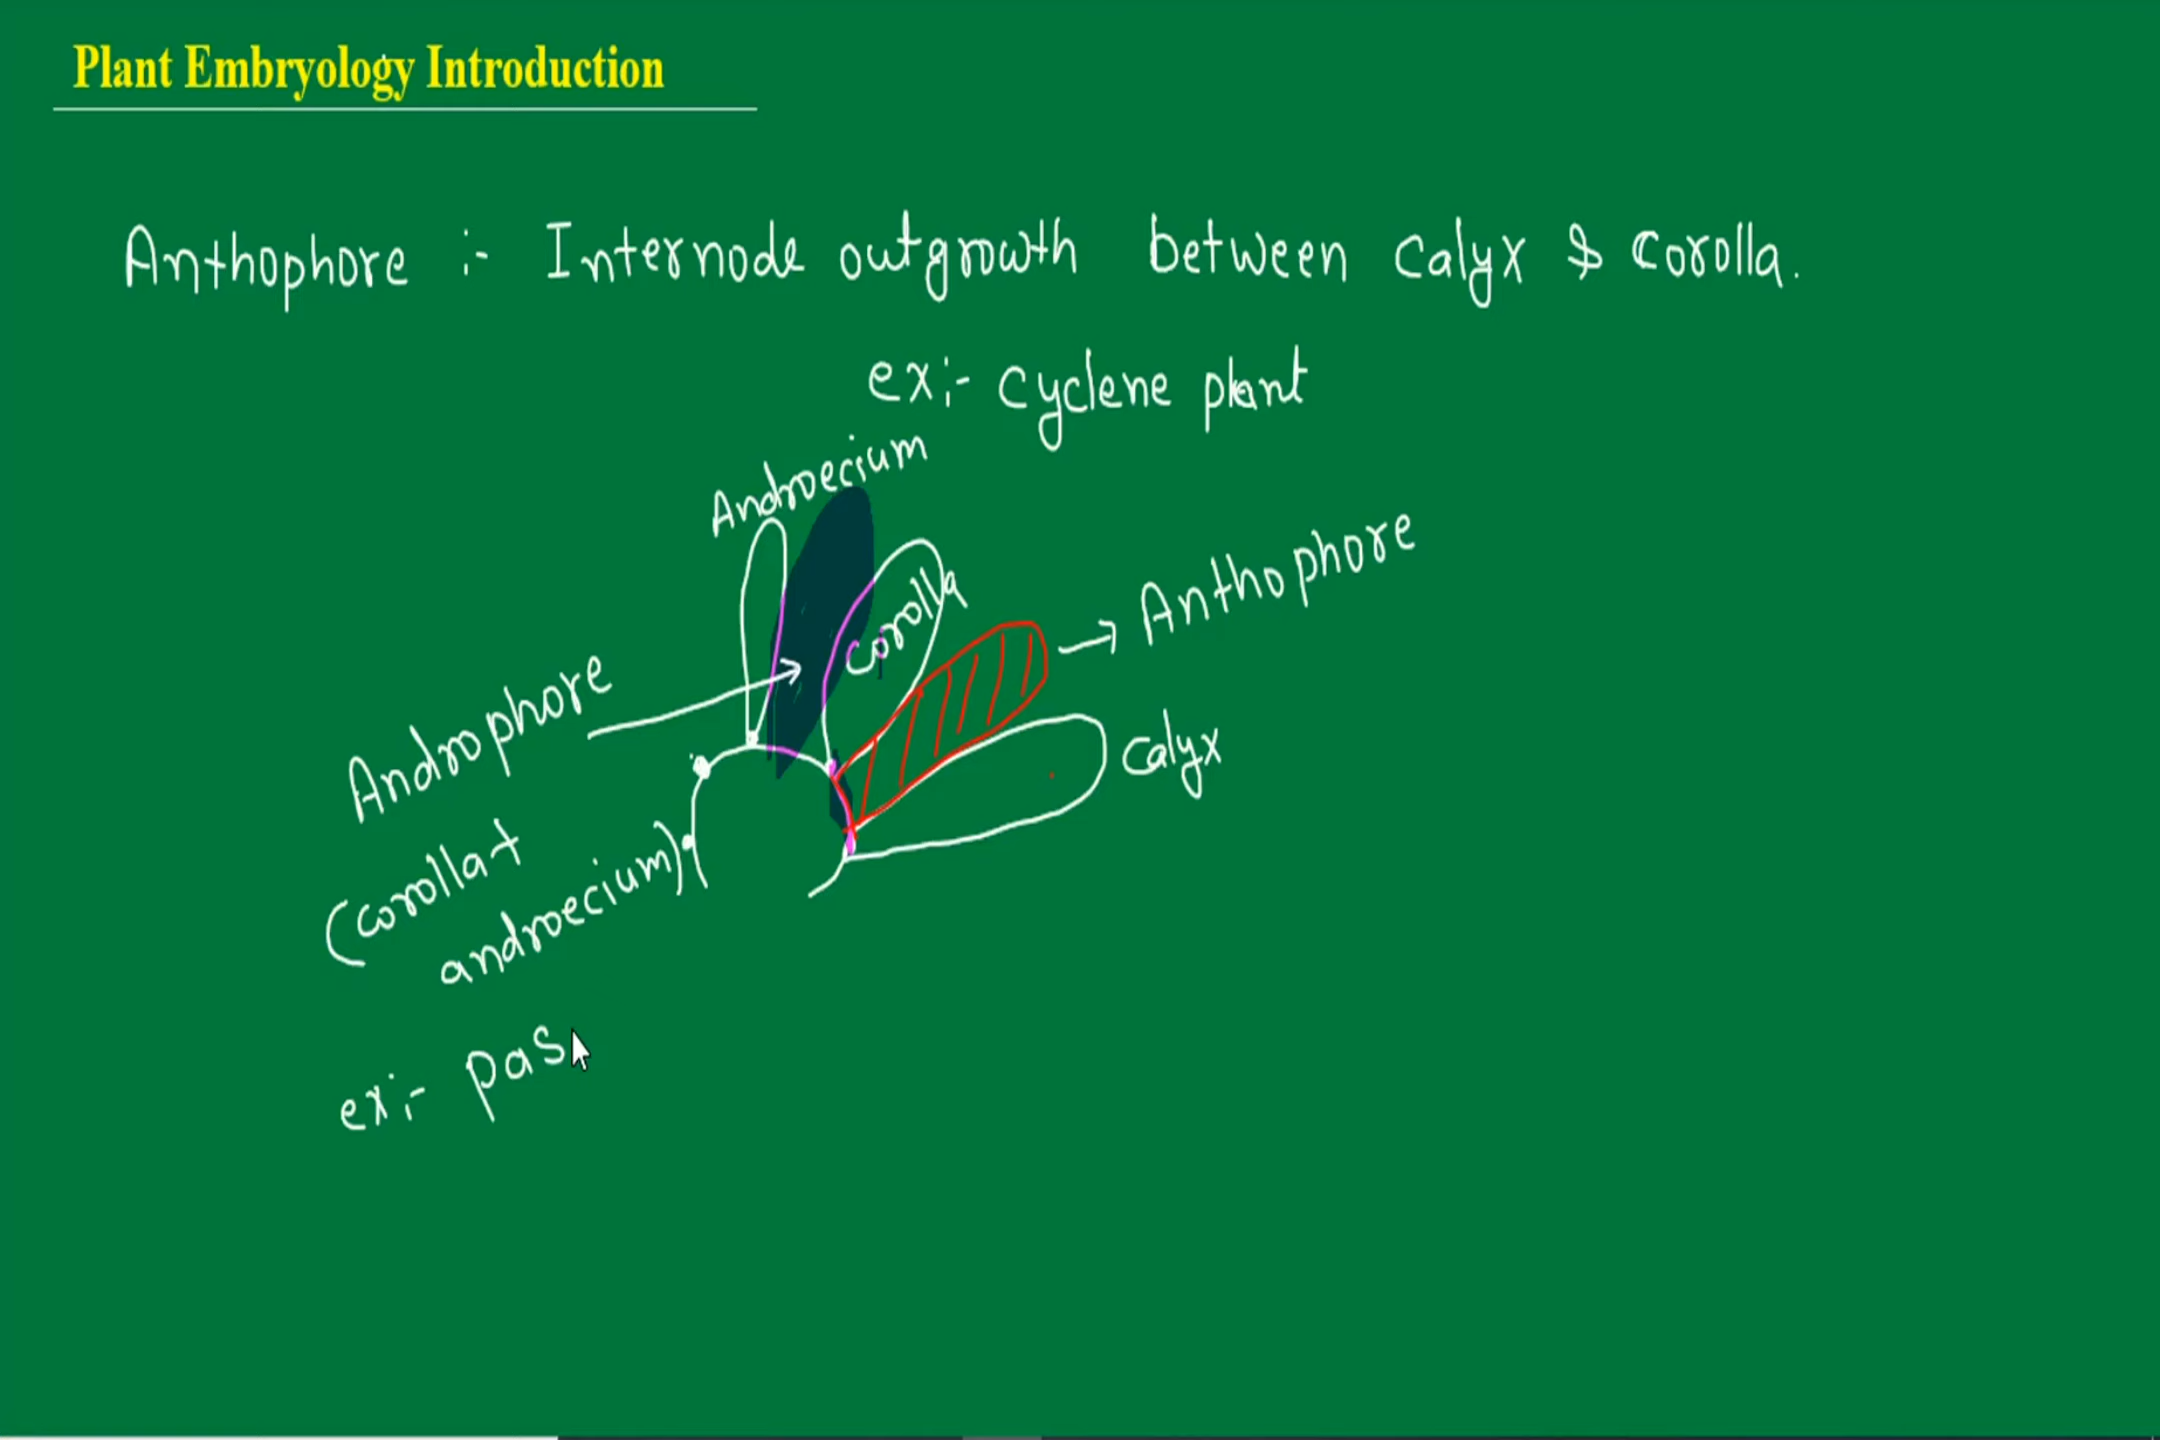 Plant Embryology Introduction
Anthophore :- Internode outgrowth between Calyx & Corolla.
ex:- Cyclene plant
Androecium
Corolla
→ Anthophore
Calyx
Androphore
(Corolla +
androecium)
ex:- pas